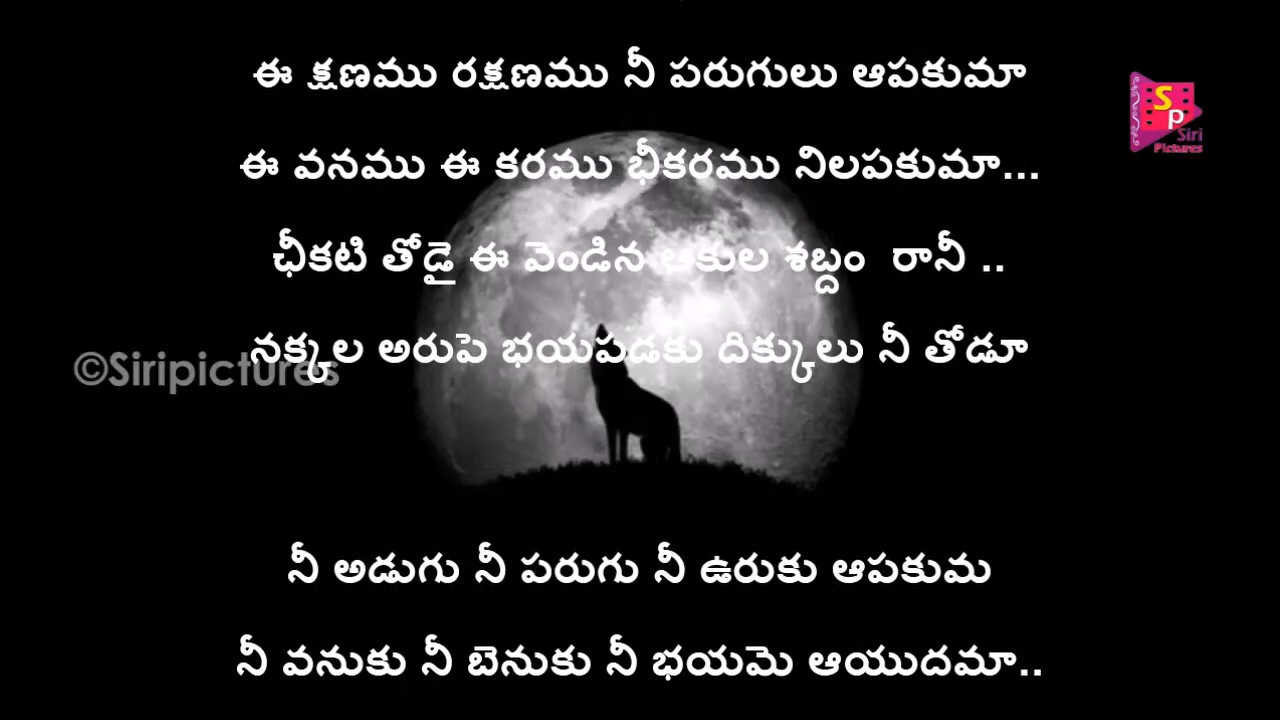 ఈ క్షణము రక్షణము నీ పరుగులు ఆపకుమా
ఈ వనము ఈ కరము భీకరము నిలపకుమా...
ఛీకటి తోడై ఈ వెండిన ఆకుల శబ్దం రానీ ..
నక్కల అరుపె భయపడకు దిక్కులు నీ తోడూ
నీ అడుగు నీ పరుగు నీ ఉరుకు ఆపకుమ
నీ వనుకు నీ బెనుకు నీ భయమె ఆయుదమా..
©Siripictures
SP
Siri
Pictures